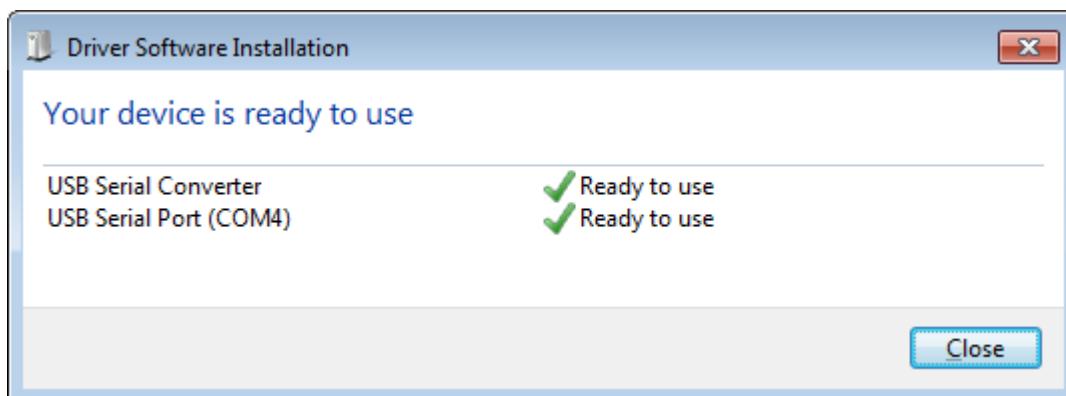 Driver Software Installation
Your device is ready to use
USB Serial Converter Ready to use
USB Serial Port (COM4) Ready to use
Close